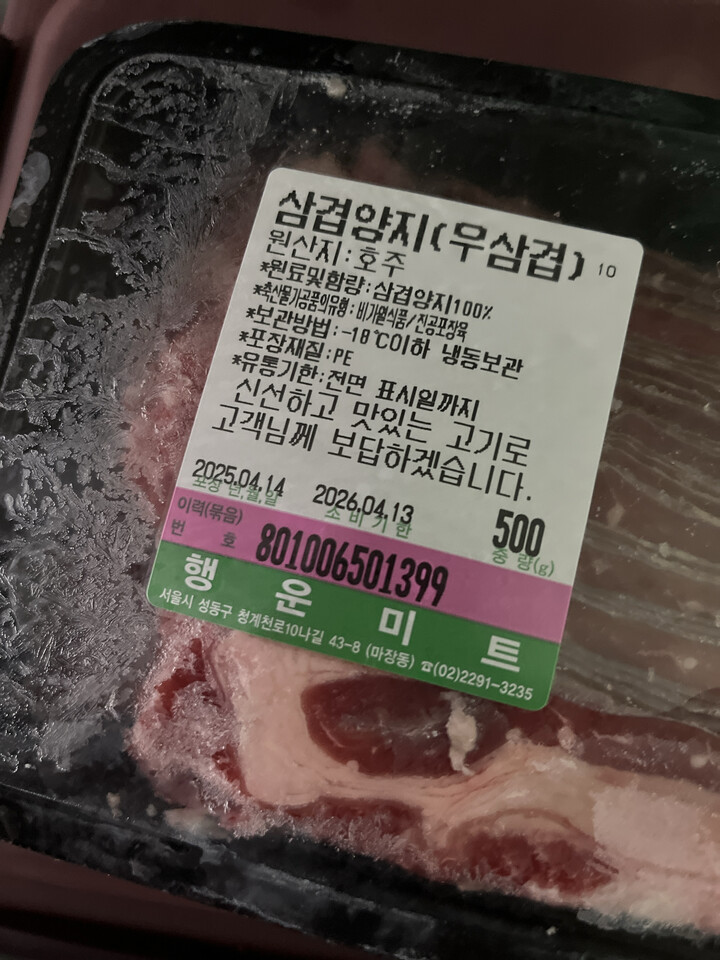 삼겹양지(우삼겹) 10
원산지:호주
*원료및함량:삼겹양지100%
*축산물가공품의유형:비가열식품/진공포장육
*보관방법:-18℃이하 냉동보관
*포장재질:PE
*유통기한:전면 표시일까지
신선하고 맛있는 고기로
고객님께 보답하겠습니다.
2025.04.14 2026.04.13 500
포장 년,월,일 소 비 기 한 중 량(g)
이력(묶음)
번 호 801006501399
행 운 미 트
서울시 성동구 청계천로10나길 43-8 (마장동) ☎(02)2291-3235